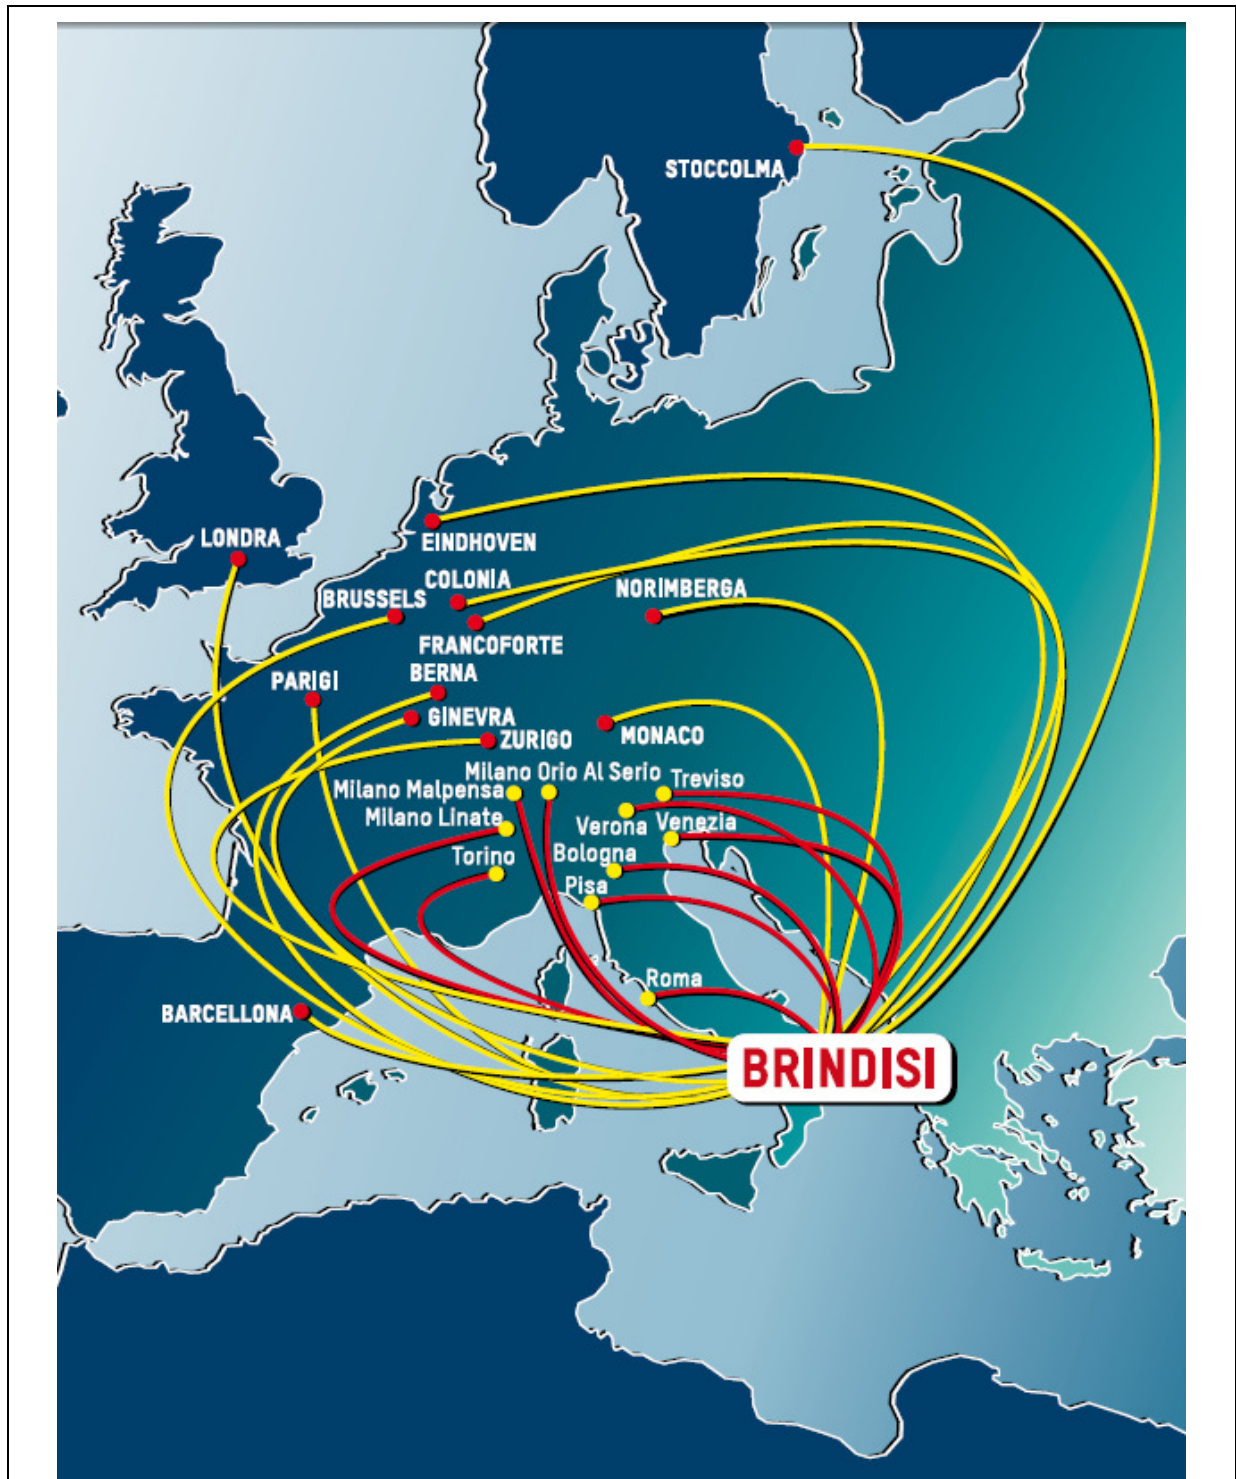 STOCCOLMA
LONDRA
EINDHOVEN
COLONIA
BRUSSELS
NORIMBERGA
FRANCOFORTE
BERNA
PARIGI
GINEVRA
ZURIGO
MONACO
Milano Orio Al Serio
Treviso
Milano Malpensa
Milano Linate
Verona
Venezia
Torino
Bologna
Pisa
Roma
BARCELLONA
BRINDISI